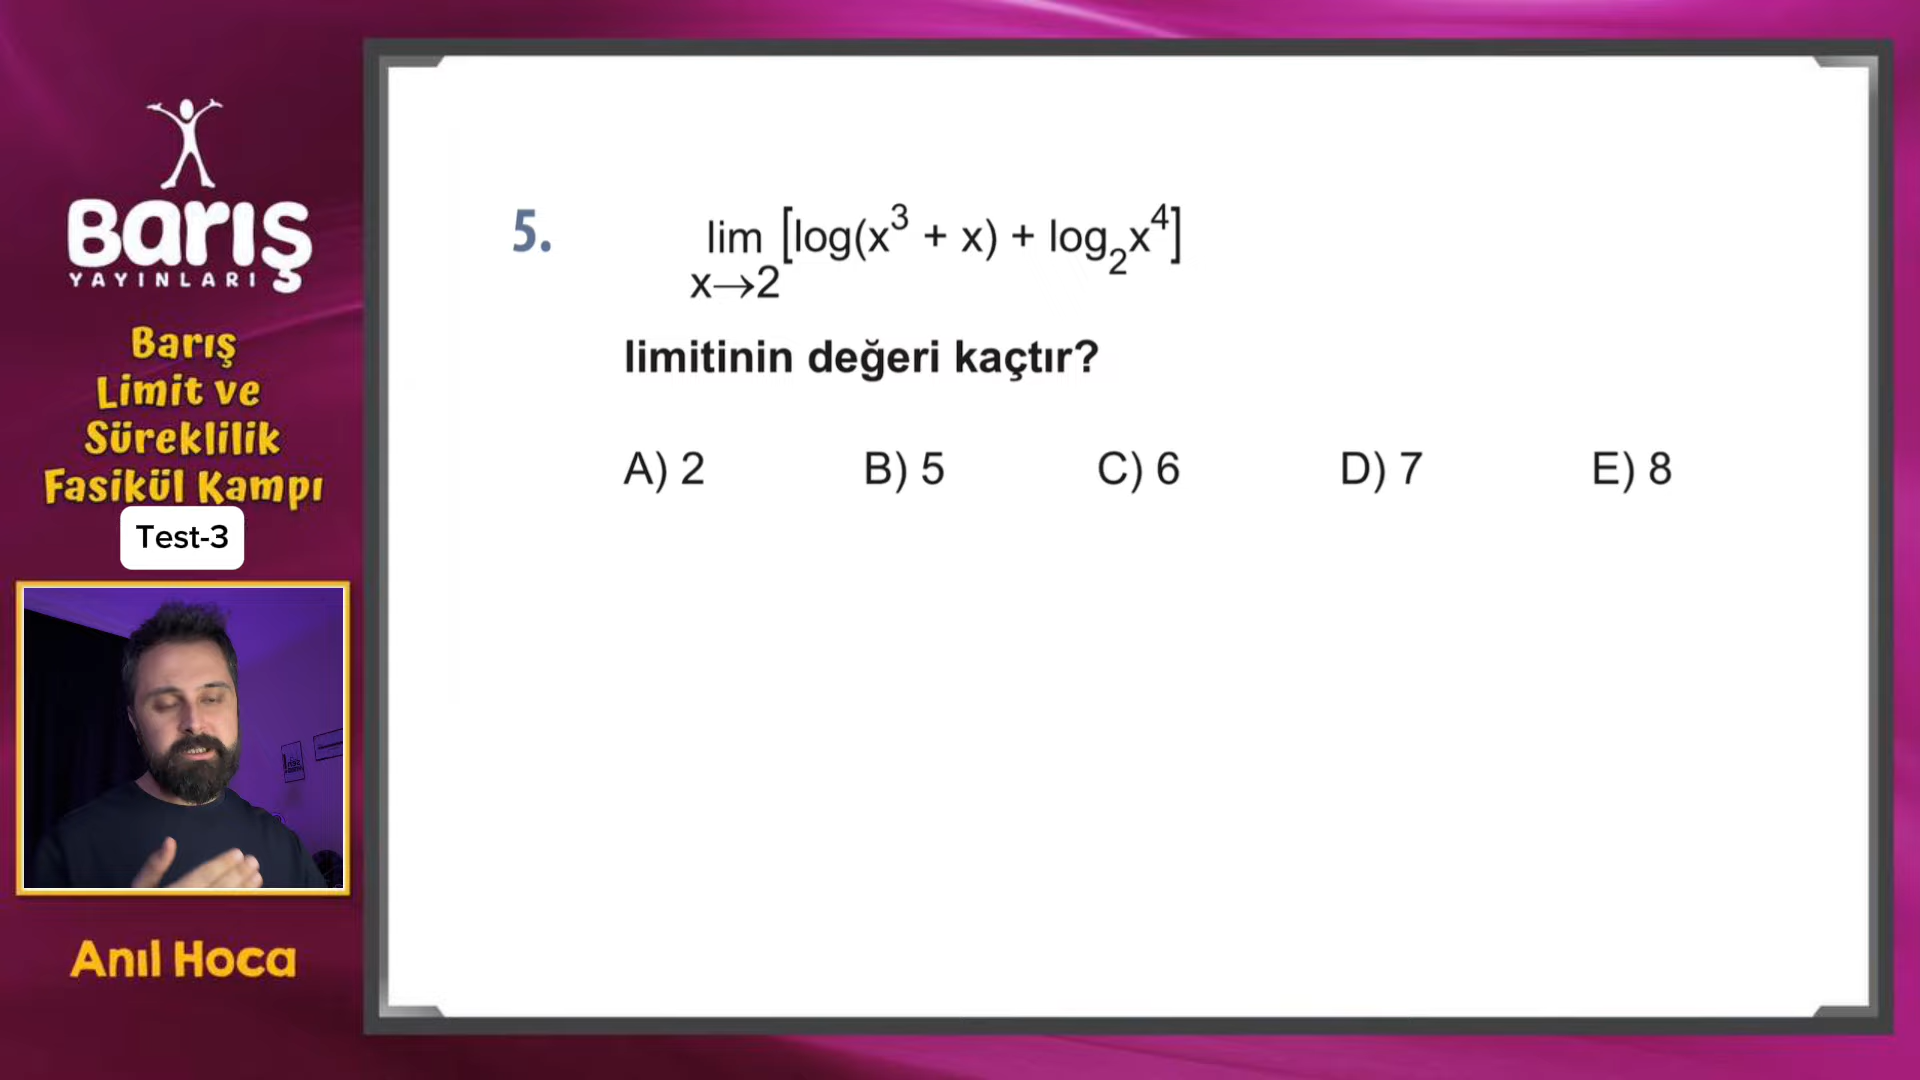 Barış
YAYINLARI
Barış
Limit ve
Süreklilik
Fasikül Kampı
Test-3
Anıl Hoca
5. lim x→2 [log(x³ + x) + log₂x⁴]
limitinin değeri kaçtır?
A) 2 B) 5 C) 6 D) 7 E) 8